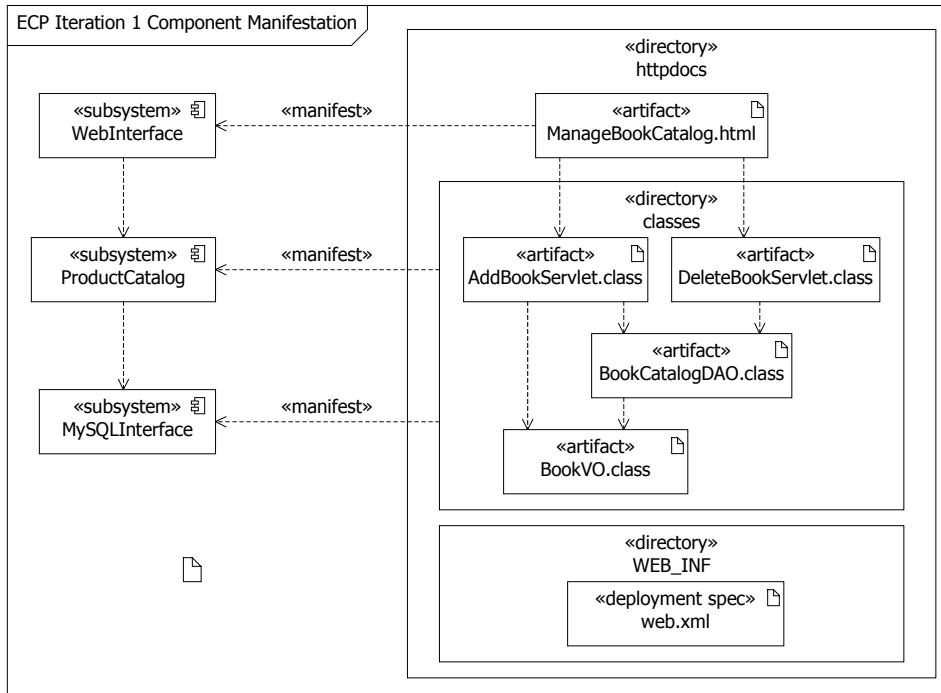 ECP Iteration 1 Component Manifestation
«directory»
httpdocs
«subsystem»
WebInterface
«manifest»
«artifact»
ManageBookCatalog.html
«directory»
classes
«subsystem»
ProductCatalog
«manifest»
«artifact»
AddBookServlet.class
«artifact»
DeleteBookServlet.class
«artifact»
BookCatalogDAO.class
«subsystem»
MySQLInterface
«manifest»
«artifact»
BookVO.class
«directory»
WEB_INF
«deployment spec»
web.xml